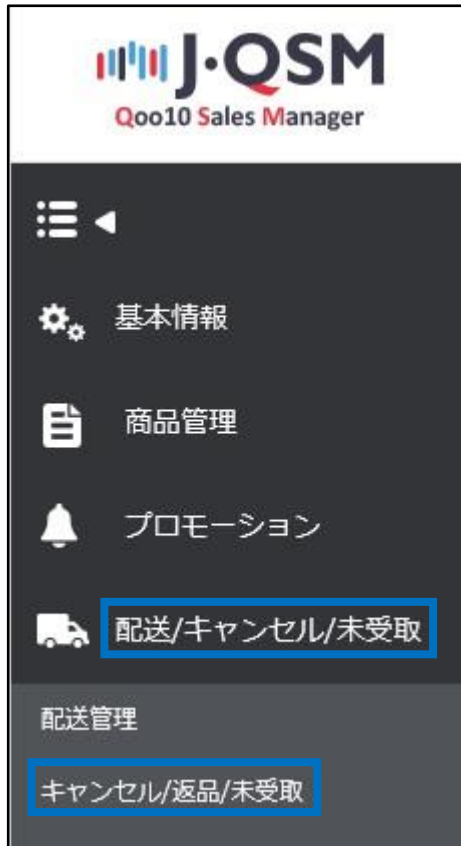 J·QSM
Qoo10 Sales Manager
基本情報
商品管理
プロモーション
配送/キャンセル/未受取
配送管理
キャンセル/返品/未受取